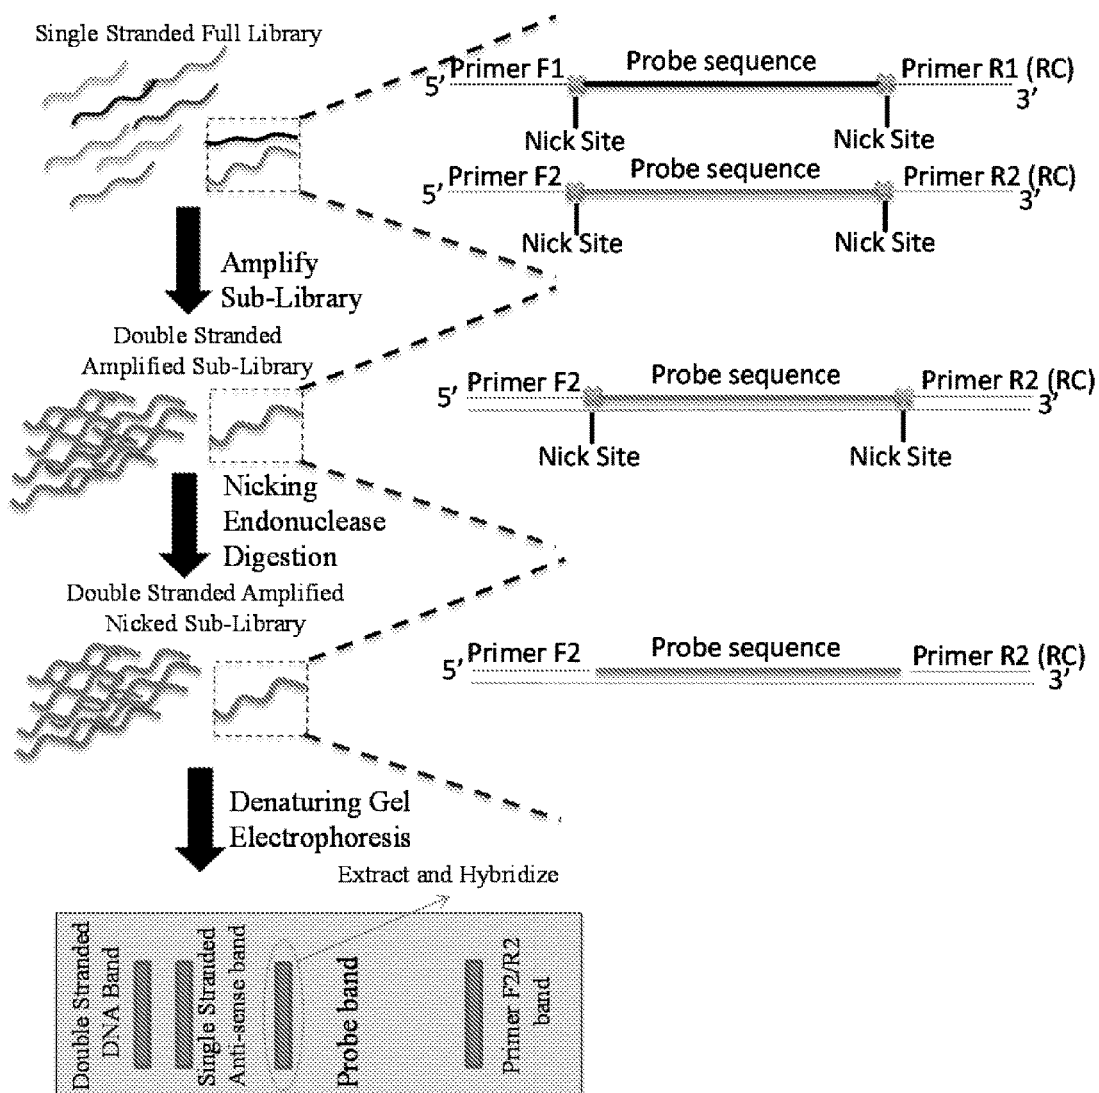 Single Stranded Full Library
5' Primer F1 Probe sequence Primer R1 (RC) 3'
Nick Site Nick Site
5' Primer F2 Probe sequence Primer R2 (RC) 3'
Nick Site Nick Site
Amplify
Sub-Library
Double Stranded
Amplified Sub-Library
5' Primer F2 Probe sequence Primer R2 (RC) 3'
Nick Site Nick Site
Nicking
Endonuclease
Digestion
Double Stranded Amplified
Nicked Sub-Library
5' Primer F2 Probe sequence Primer R2 (RC) 3'
Denaturing Gel
Electrophoresis
Extract and Hybridize
Double Stranded
DNA Band
Single Stranded
Anti-sense band
Probe band
Primer F2/R2
band